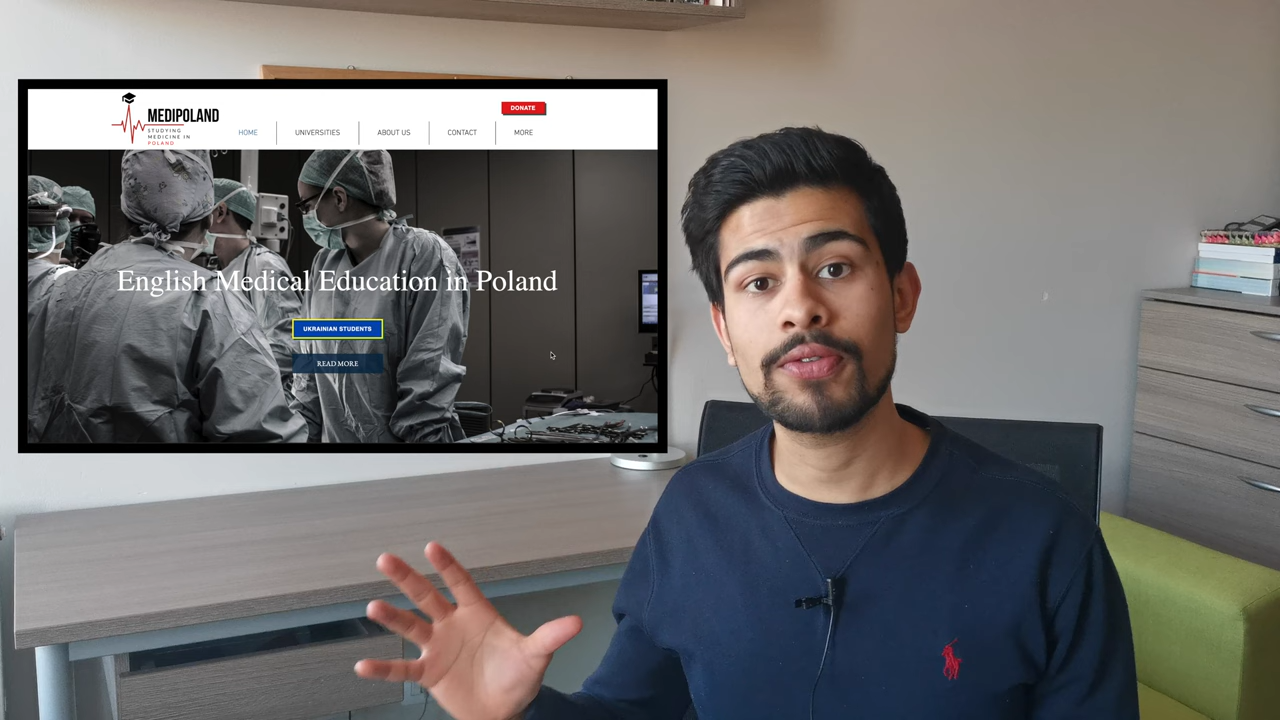 MEDIPOLAND
STUDYING
MEDICINE IN
POLAND
DONATE
HOME
UNIVERSITIES
ABOUT US
CONTACT
MORE
English Medical Education in Poland
UKRAINIAN STUDENTS
READ MORE